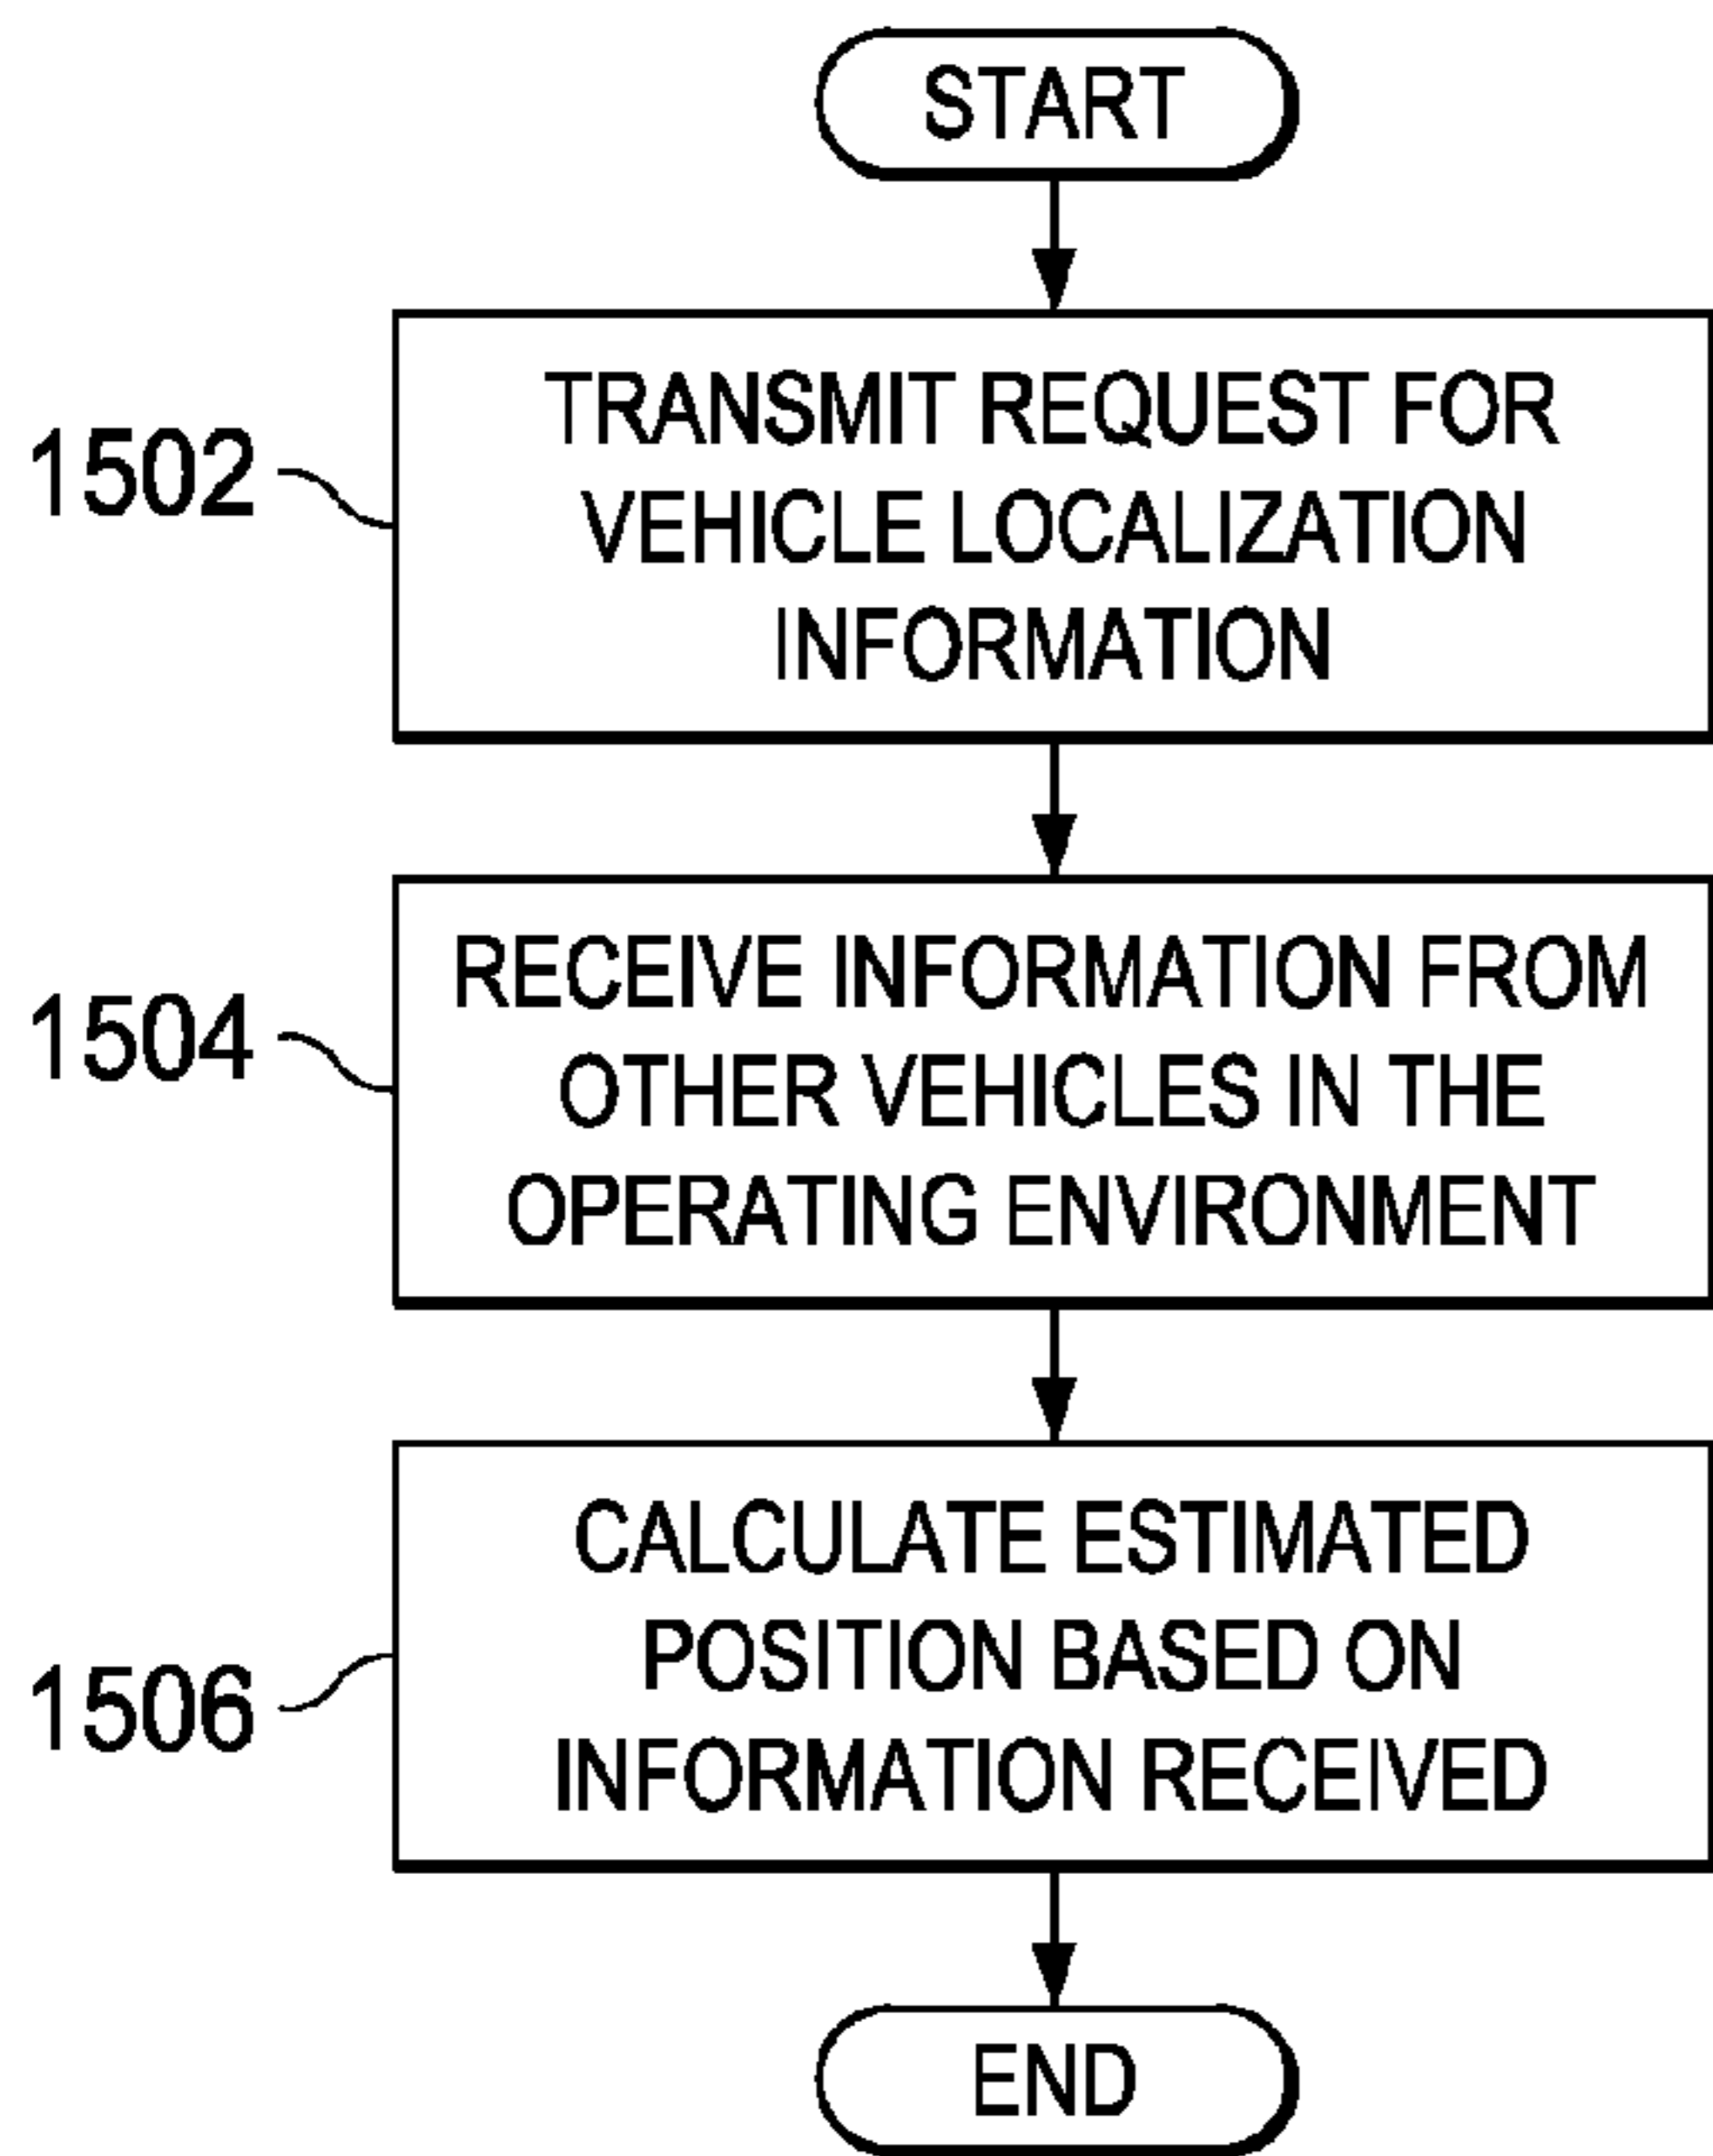 START
1502
TRANSMIT REQUEST FOR
VEHICLE LOCALIZATION
INFORMATION
1504
RECEIVE INFORMATION FROM
OTHER VEHICLES IN THE
OPERATING ENVIRONMENT
1506
CALCULATE ESTIMATED
POSITION BASED ON
INFORMATION RECEIVED
END